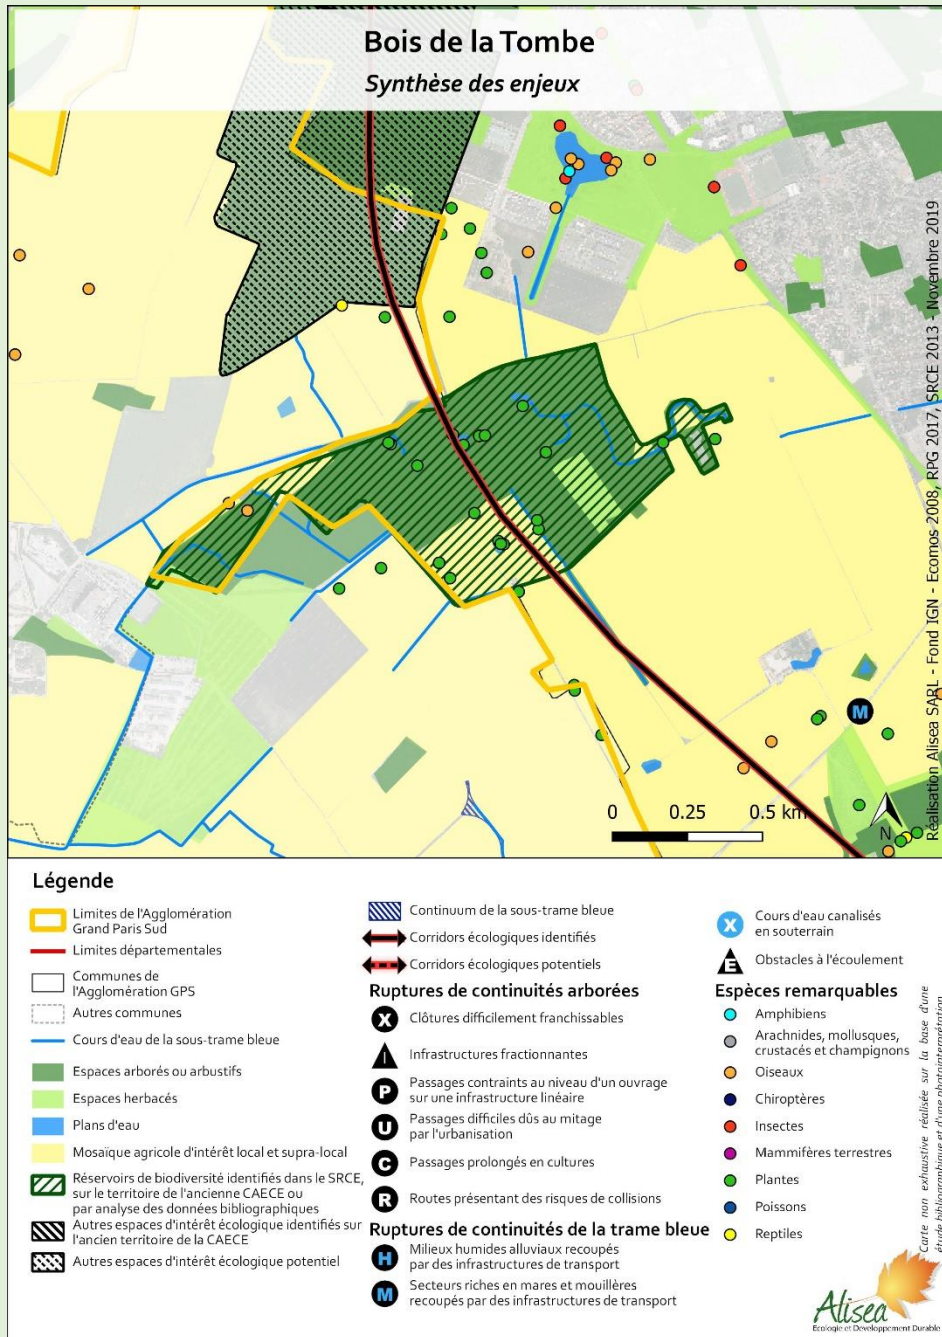 Bois de la Tombe
Synthèse des enjeux
Réalisation Alisea SARL - Fond IGN - Ecomos 2008, RPG 2017, SRCE 2013 - Novembre 2019
M
0 0.25 0.5 km
N
Légende
Limites de l'Agglomération
Grand Paris Sud
Limites départementales
Communes de
l'Agglomération GPS
Autres communes
Cours d'eau de la sous-trame bleue
Espaces arborés ou arbustifs
Espaces herbacés
Plans d'eau
Mosaïque agricole d'intérêt local et supra-local
Réservoirs de biodiversité identifiés dans le SRCE,
sur le territoire de l'ancienne CAECE ou
par analyse des données bibliographiques
Autres espaces d'intérêt écologique identifiés sur
l'ancien territoire de la CAECE
Autres espaces d'intérêt écologique potentiel
Continuum de la sous-trame bleue
Corridors écologiques identifiés
Corridors écologiques potentiels
Ruptures de continuités arborées
X Clôtures difficilement franchissables
I Infrastructures fractionnantes
P Passages contraints au niveau d'un ouvrage
sur une infrastructure linéaire
U Passages difficiles dûs au mitage
par l'urbanisation
C Passages prolongés en cultures
R Routes présentant des risques de collisions
Ruptures de continuités de la trame bleue
H Milieux humides alluviaux recoupés
par des infrastructures de transport
M Secteurs riches en mares et mouillères
recoupés par des infrastructures de transport
X Cours d'eau canalisés
en souterrain
E Obstacles à l'écoulement
Espèces remarquables
Amphibiens
Arachnides, mollusques,
crustacés et champignons
Oiseaux
Chiroptères
Insectes
Mammifères terrestres
Plantes
Poissons
Reptiles
Carte non exhaustive réalisée sur la base d'une
étude bibliographique et d'une photointerprétation
Alisea
Ecologie et Développement Durable